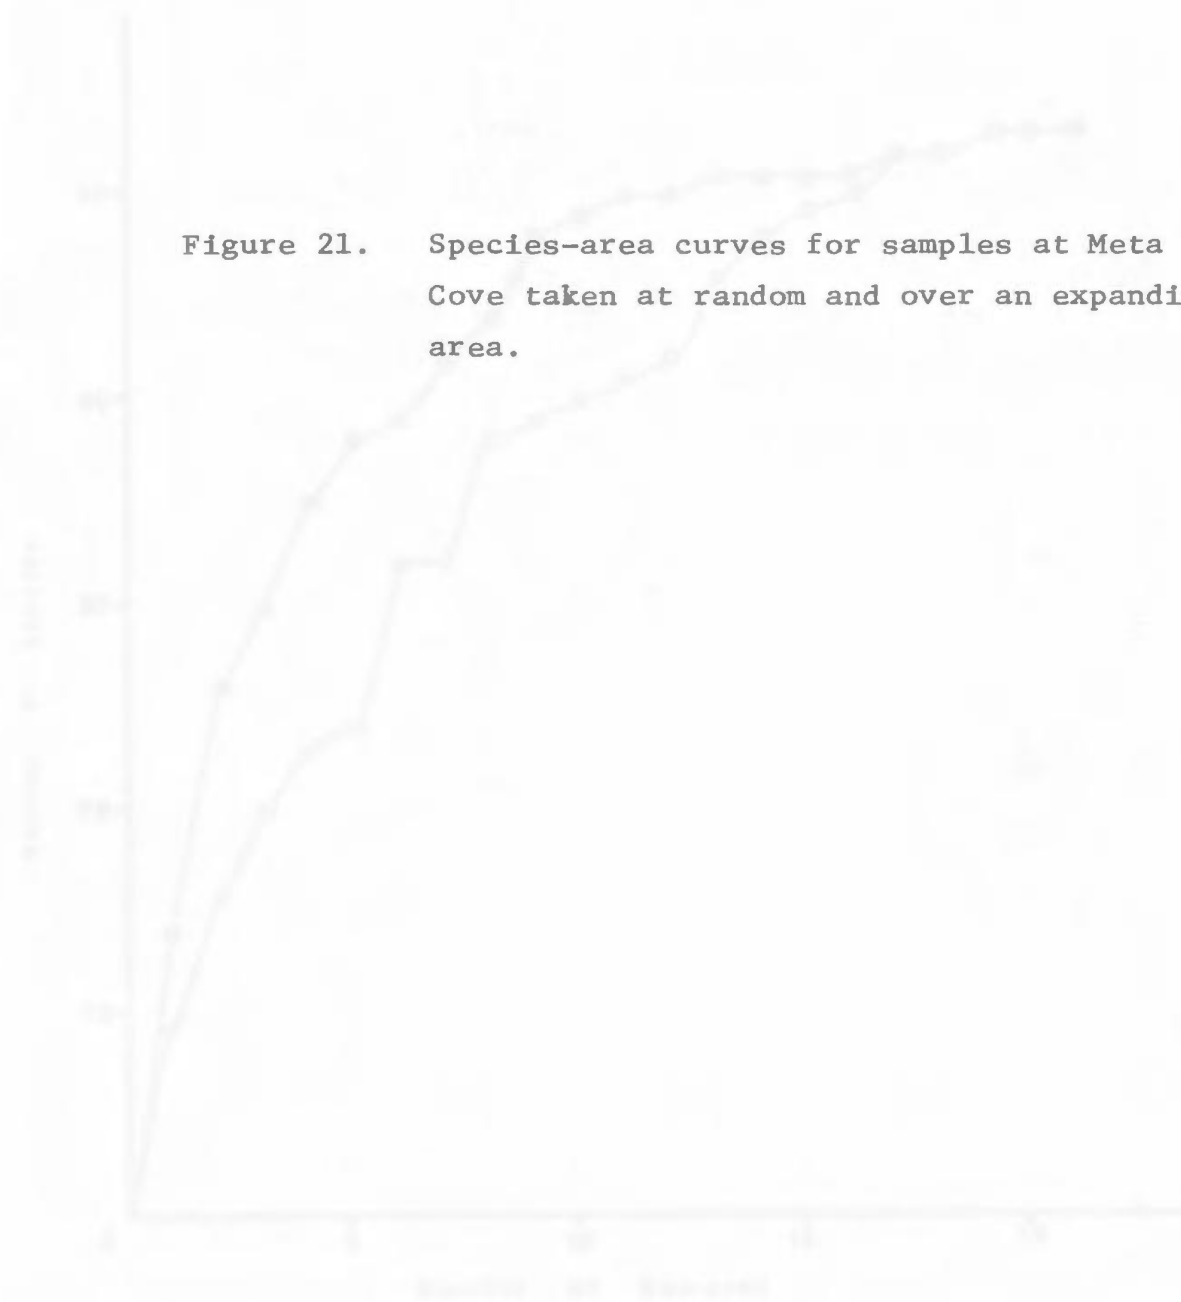 Figure 21. Species-area curves for samples at Meta
Cove taken at random and over an expandi
area.